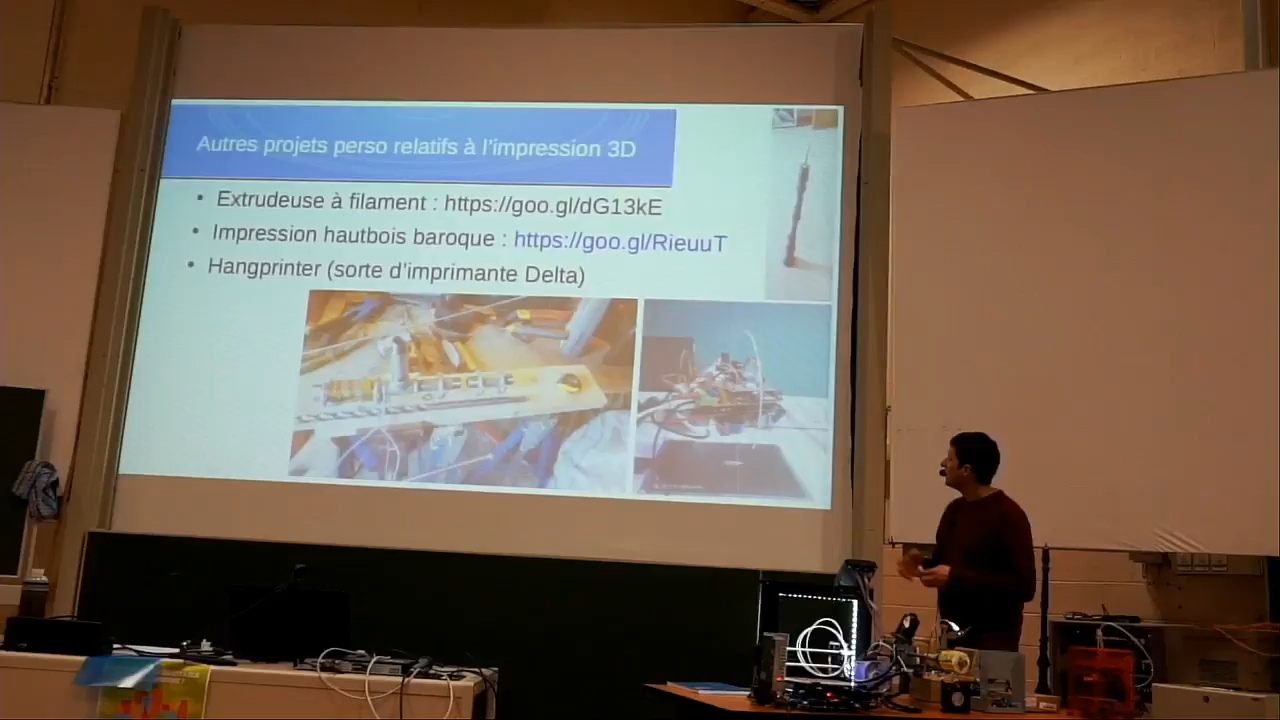 Autres projets perso relatifs à l'impression 3D
• Extrudeuse à filament : https://goo.gl/dG13kE
• Impression hautbois baroque : https://goo.gl/RieuuT
• Hangprinter (sorte d'imprimante Delta)